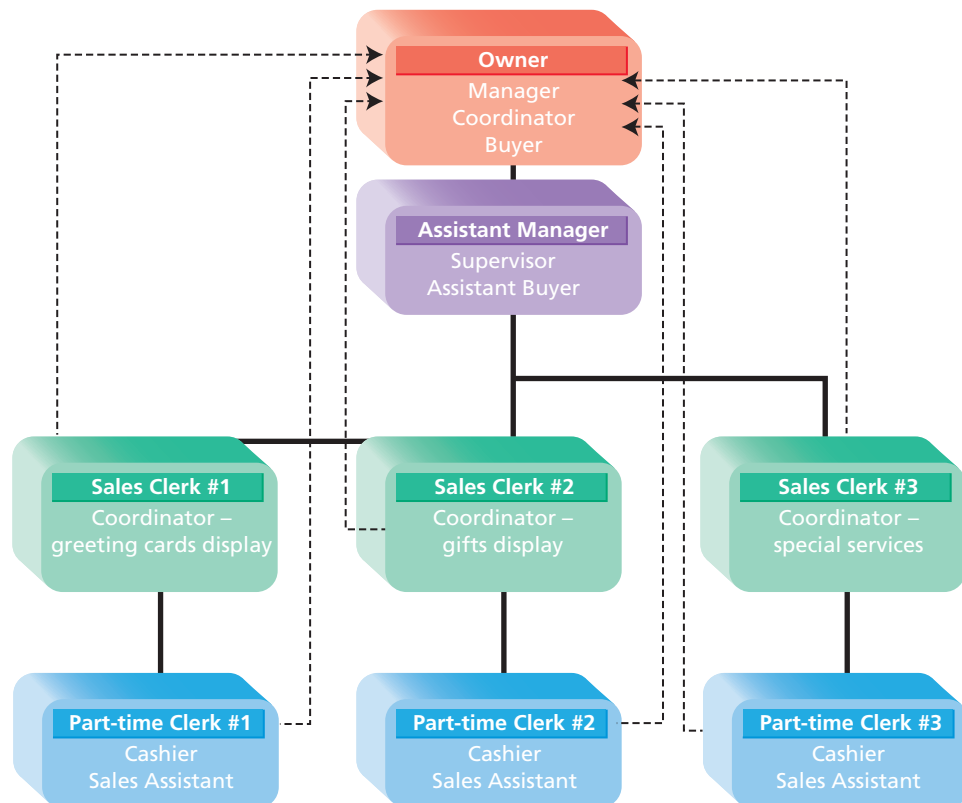 Owner
Manager
Coordinator
Buyer
Assistant Manager
Supervisor
Assistant Buyer
Sales Clerk #1
Coordinator –
greeting cards display
Sales Clerk #2
Coordinator –
gifts display
Sales Clerk #3
Coordinator –
special services
Part-time Clerk #1
Cashier
Sales Assistant
Part-time Clerk #2
Cashier
Sales Assistant
Part-time Clerk #3
Cashier
Sales Assistant